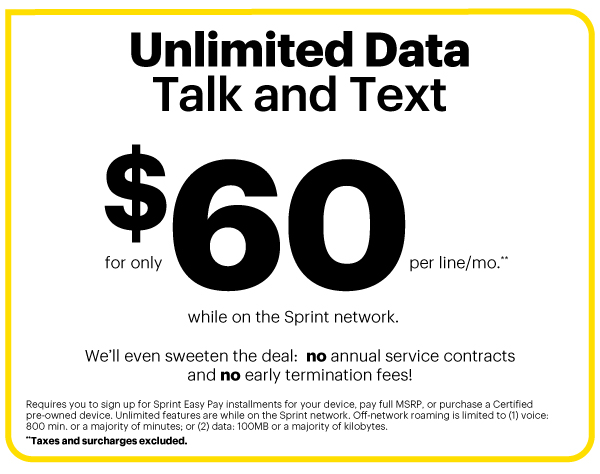 Unlimited Data
Talk and Text
for only $60 per line/mo.**
while on the Sprint network.
We'll even sweeten the deal: no annual service contracts
and no early termination fees!
Requires you to sign up for Sprint Easy Pay installments for your device, pay full MSRP, or purchase a Certified
pre-owned device. Unlimited features are while on the Sprint network. Off-network roaming is limited to (1) voice:
800 min. or a majority of minutes; or (2) data: 100MB or a majority of kilobytes.
**Taxes and surcharges excluded.